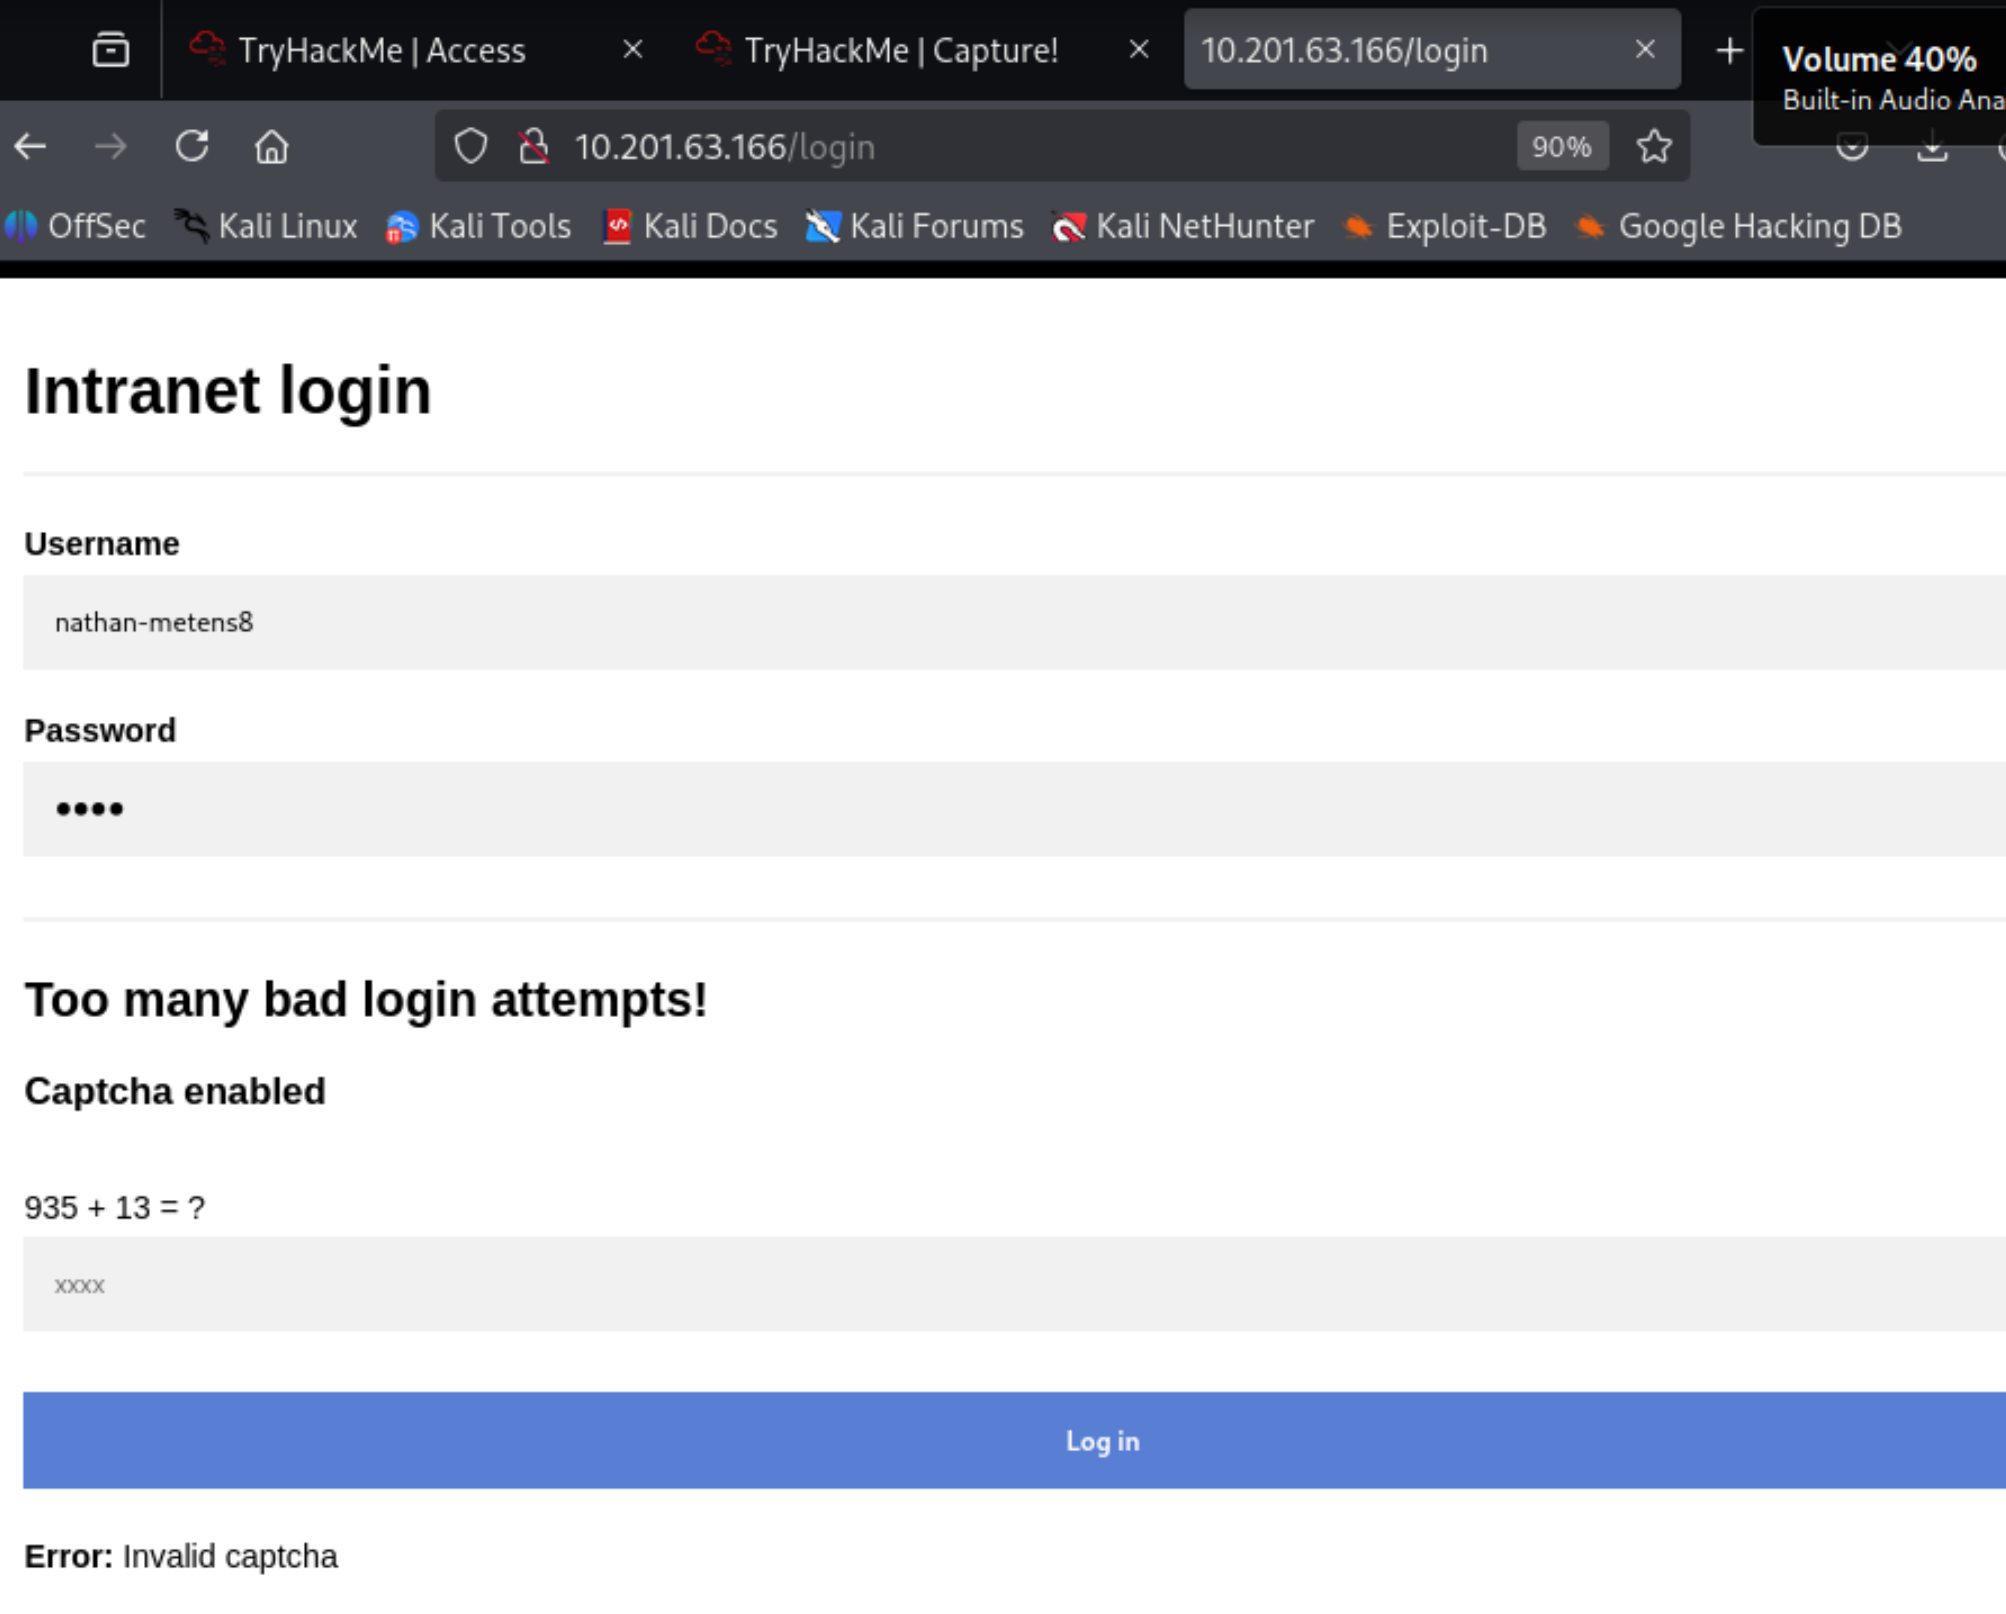 TryHackMe | Access
TryHackMe | Capture!
10.201.63.166/login
Volume 40%
Built-in Audio Ana
10.201.63.166/login
90%
OffSec
Kali Linux
Kali Tools
Kali Docs
Kali Forums
Kali NetHunter
Exploit-DB
Google Hacking DB
Intranet login
Username
nathan-metens8
Password
••••
Too many bad login attempts!
Captcha enabled
935 + 13 = ?
xxxx
Log in
Error: Invalid captcha